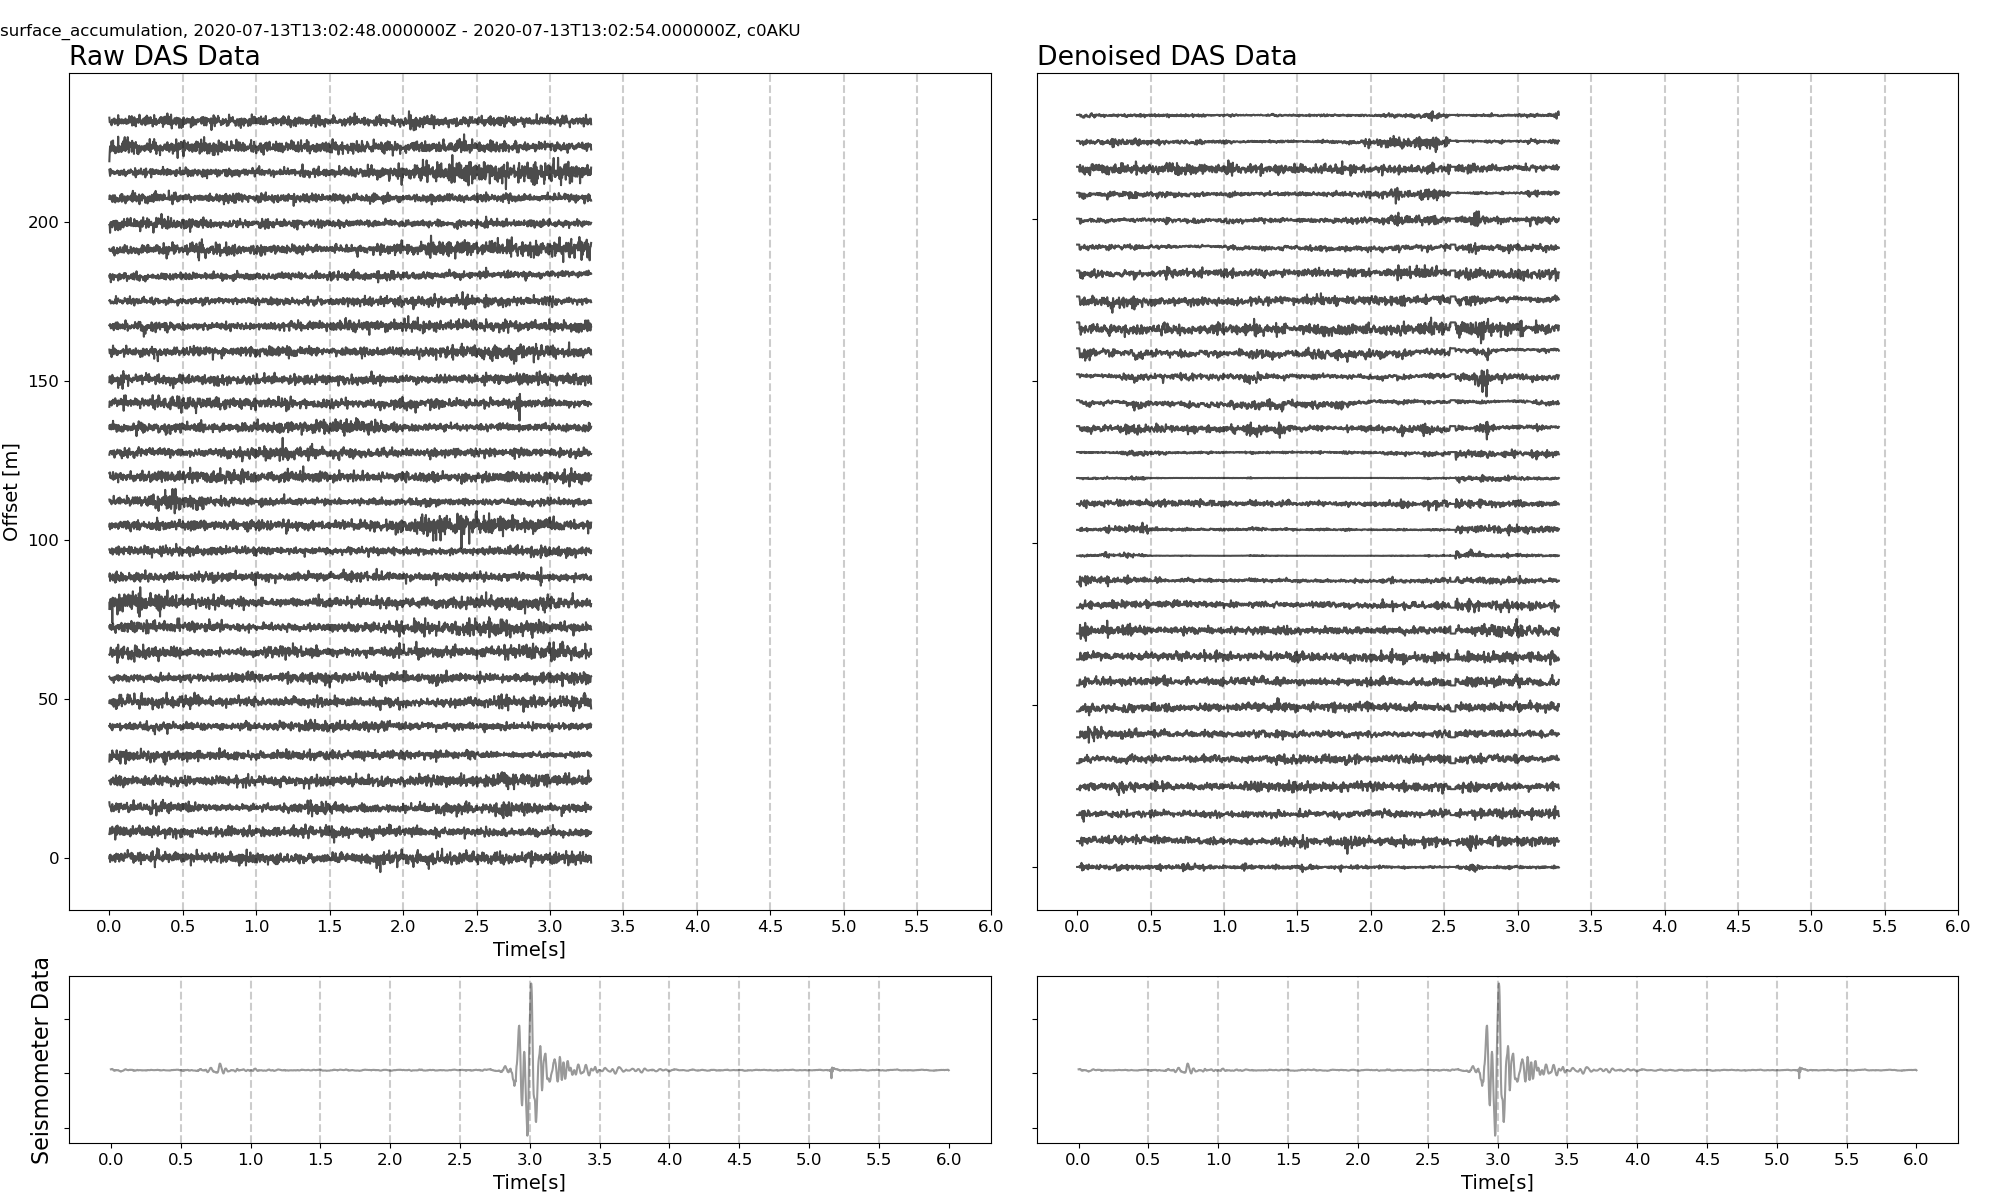 surface_accumulation, 2020-07-13T13:02:48.000000Z - 2020-07-13T13:02:54.000000Z, c0AKU
Raw DAS Data
Denoised DAS Data
Offset [m]
200
150
100
50
0
0.0 0.5 1.0 1.5 2.0 2.5 3.0 3.5 4.0 4.5 5.0 5.5 6.0
Time[s]
0.0 0.5 1.0 1.5 2.0 2.5 3.0 3.5 4.0 4.5 5.0 5.5 6.0
Seismometer Data
0.0 0.5 1.0 1.5 2.0 2.5 3.0 3.5 4.0 4.5 5.0 5.5 6.0
Time[s]
0.0 0.5 1.0 1.5 2.0 2.5 3.0 3.5 4.0 4.5 5.0 5.5 6.0
Time[s]